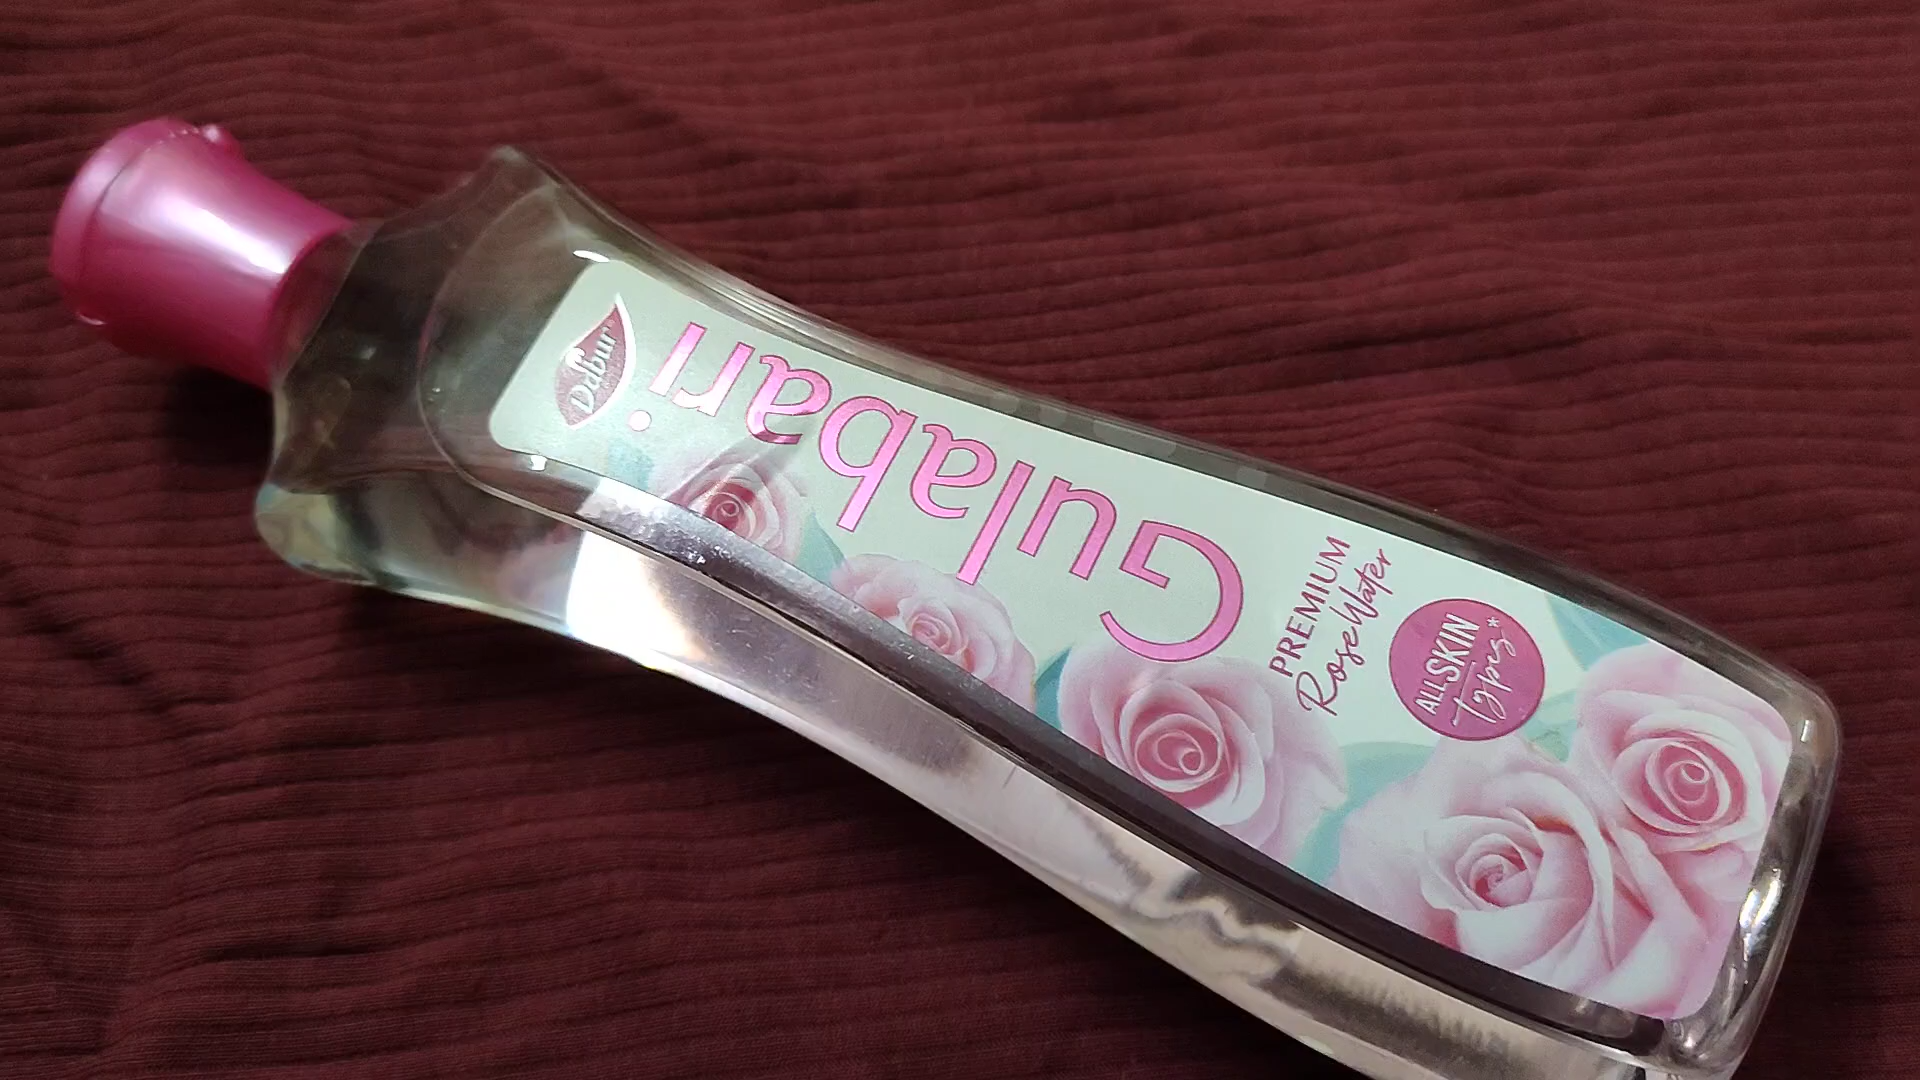 Dabur®
Gulabari
PREMIUM
Rose Water
ALL SKIN
Types*